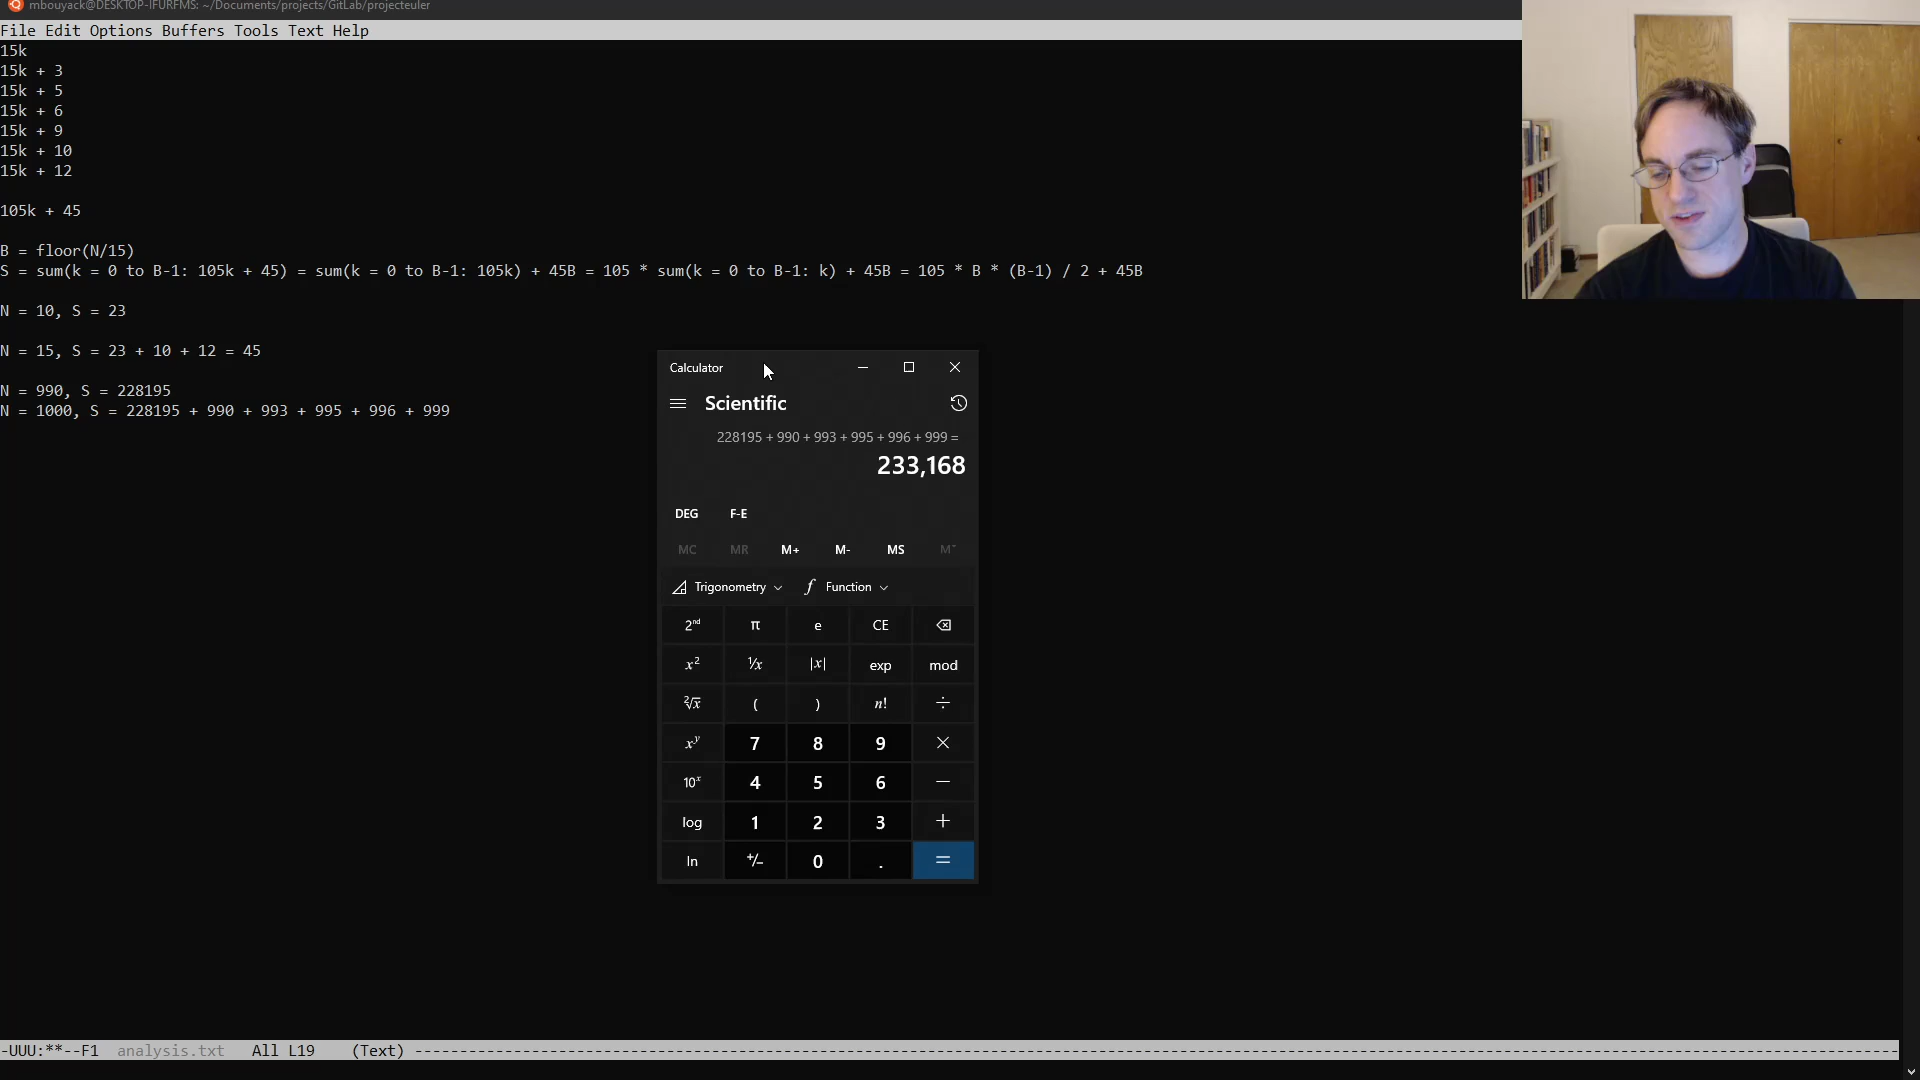 mbouyack@DESKTOP-IFURFMS: ~/Documents/projects/GitLab/projecteuler
File Edit Options Buffers Tools Text Help
15k
15k + 3
15k + 5
15k + 6
15k + 9
15k + 10
15k + 12
105k + 45
B = floor(N/15)
S = sum(k = 0 to B-1: 105k + 45) = sum(k = 0 to B-1: 105k) + 45B = 105 * sum(k = 0 to B-1: k) + 45B = 105 * B * (B-1) / 2 + 45B
N = 10, S = 23
N = 15, S = 23 + 10 + 12 = 45
N = 990, S = 228195
N = 1000, S = 228195 + 990 + 993 + 995 + 996 + 999
Calculator
Scientific
228195 + 990 + 993 + 995 + 996 + 999 =
233,168
DEG F-E
MC MR M+ M- MS M˅
Trigonometry Function
2ⁿᵈ π e CE
x² ¹⁄x |x| exp mod
²√x ( ) n! ÷
xʸ 7 8 9 ×
10ˣ 4 5 6 −
log 1 2 3 +
ln +/− 0 . =
-UUU:**--F1 analysis.txt All L19 (Text) ------------------------------------------------------------